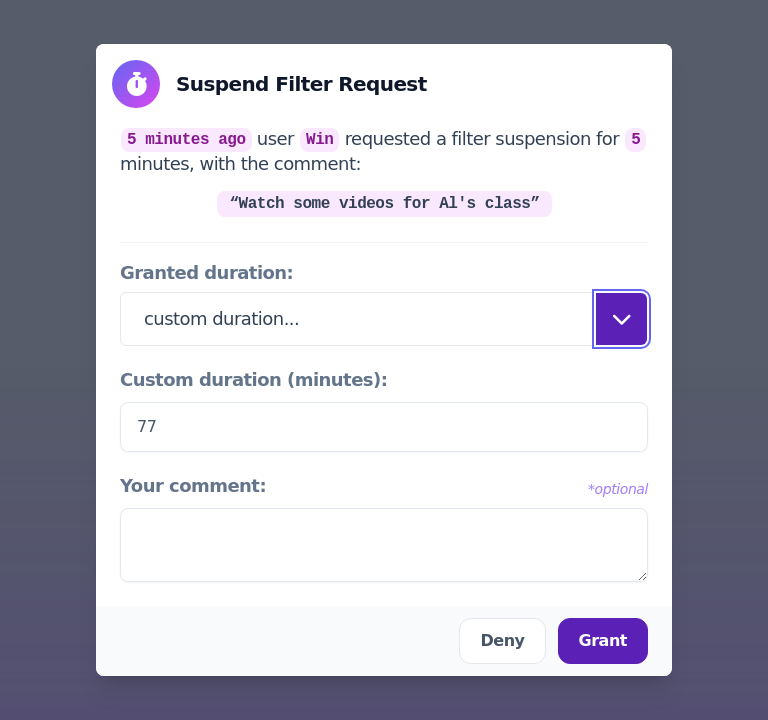 Suspend Filter Request
5 minutes ago user Win requested a filter suspension for 5
minutes, with the comment:
“Watch some videos for Al's class”
Granted duration:
custom duration...
Custom duration (minutes):
77
Your comment:
*optional
Deny
Grant